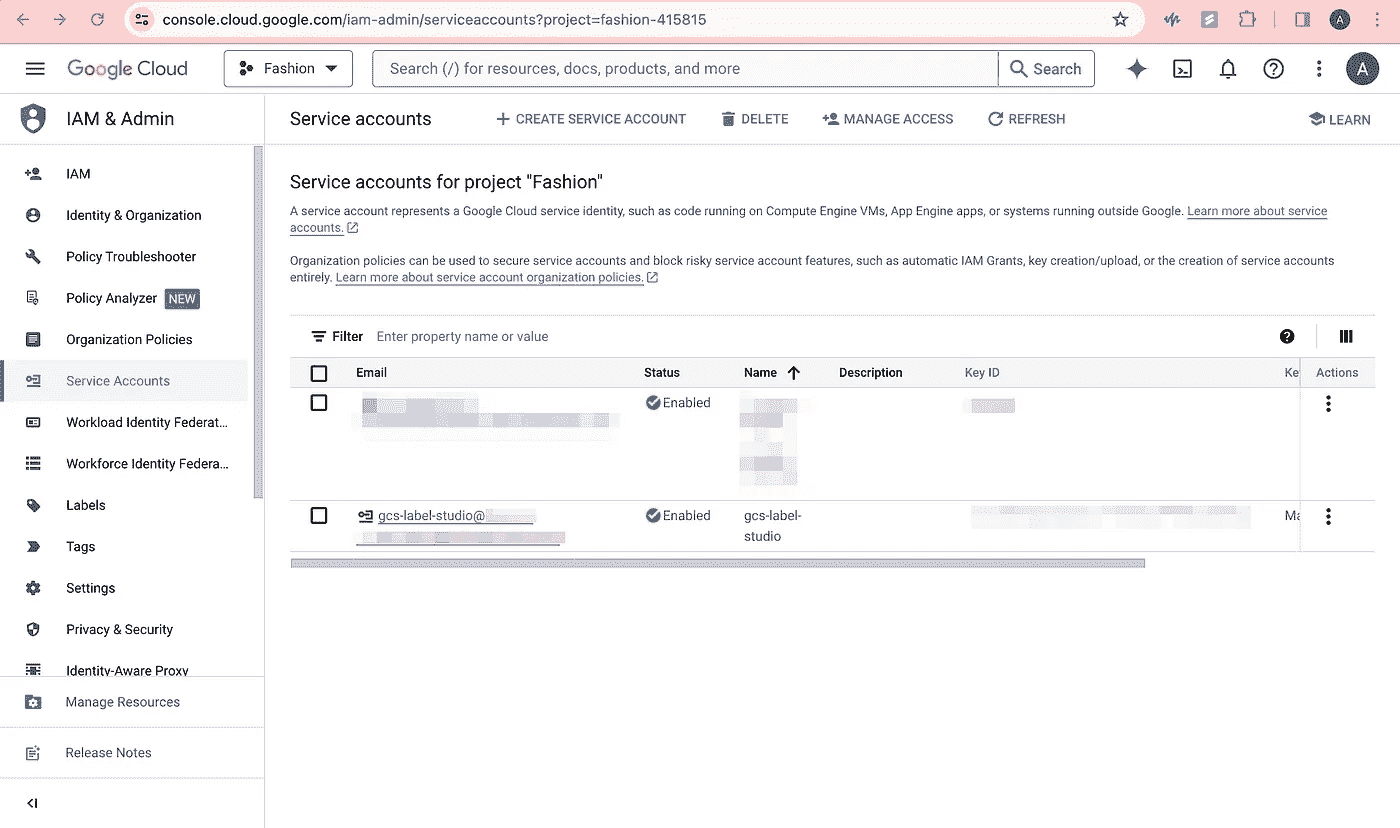 console.cloud.google.com/iam-admin/serviceaccounts?project=fashion-415815
A
Google Cloud
Fashion
Search (/) for resources, docs, products, and more
Search
A
IAM & Admin
Service accounts
CREATE SERVICE ACCOUNT
DELETE
MANAGE ACCESS
REFRESH
LEARN
IAM
Identity & Organization
Policy Troubleshooter
Policy Analyzer NEW
Organization Policies
Service Accounts
Workload Identity Federat...
Workforce Identity Federa...
Labels
Tags
Settings
Privacy & Security
Identity-Aware Proxy
Manage Resources
Release Notes
Service accounts for project "Fashion"
A service account represents a Google Cloud service identity, such as code running on Compute Engine VMs, App Engine apps, or systems running outside Google. Learn more about service
accounts.
Organization policies can be used to secure service accounts and block risky service account features, such as automatic IAM Grants, key creation/upload, or the creation of service accounts
entirely. Learn more about service account organization policies.
Filter Enter property name or value
Email Status Name Description Key ID Ke Actions
Enabled
gcs-label-studio@ Enabled gcs-label- Ma
studio